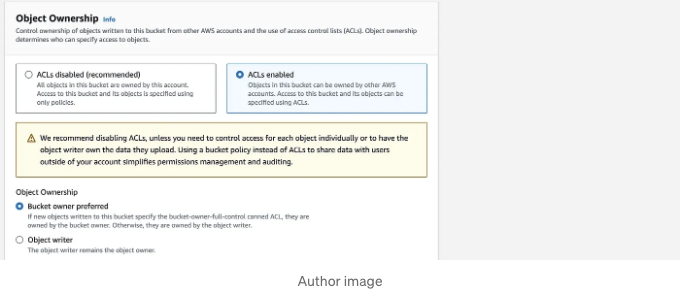 Object Ownership Info
Control ownership of objects written to this bucket from other AWS accounts and the use of access control lists (ACLs). Object ownership
determines who can specify access to objects.
ACLs disabled (recommended)
All objects in this bucket are owned by this account.
Access to this bucket and its objects is specified using
only policies.
ACLs enabled
Objects in this bucket can be owned by other AWS
accounts. Access to this bucket and its objects can be
specified using ACLs.
We recommend disabling ACLs, unless you need to control access for each object individually or to have the
object writer own the data they upload. Using a bucket policy instead of ACLs to share data with users
outside of your account simplifies permissions management and auditing.
Object Ownership
Bucket owner preferred
If new objects written to this bucket specify the bucket-owner-full-control canned ACL, they are
owned by the bucket owner. Otherwise, they are owned by the object writer.
Object writer
The object writer remains the object owner.
Author image